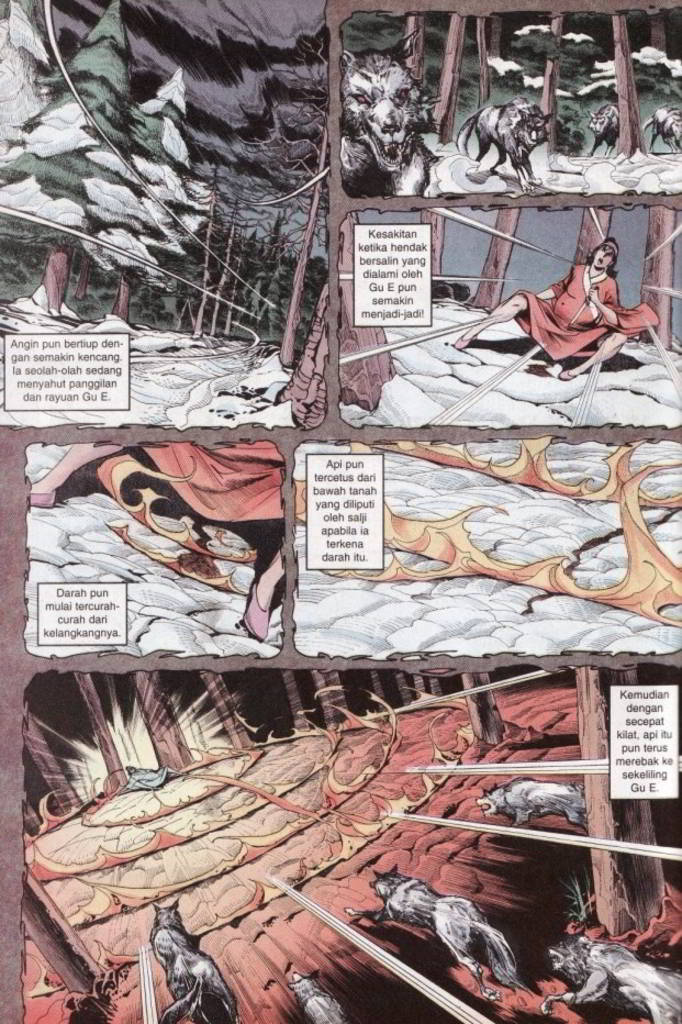 Angin pun bertiup den-
gan semakin kencang.
Ia seolah-olah sedang
menyahut panggilan
dan rayuan Gu E.
Kesakitan
ketika hendak
bersalin yang
dialami oleh
Gu E pun
semakin
menjadi-jadi!
Darah pun
mulai tercurah-
curah dari
kelangkangnya.
Api pun
tercetus dari
bawah tanah
yang diliputi
oleh salji
apabila ia
terkena
darah itu.
Kemudian
dengan
secepat
kilat, api itu
pun terus
merebak ke
sekeliling
Gu E.